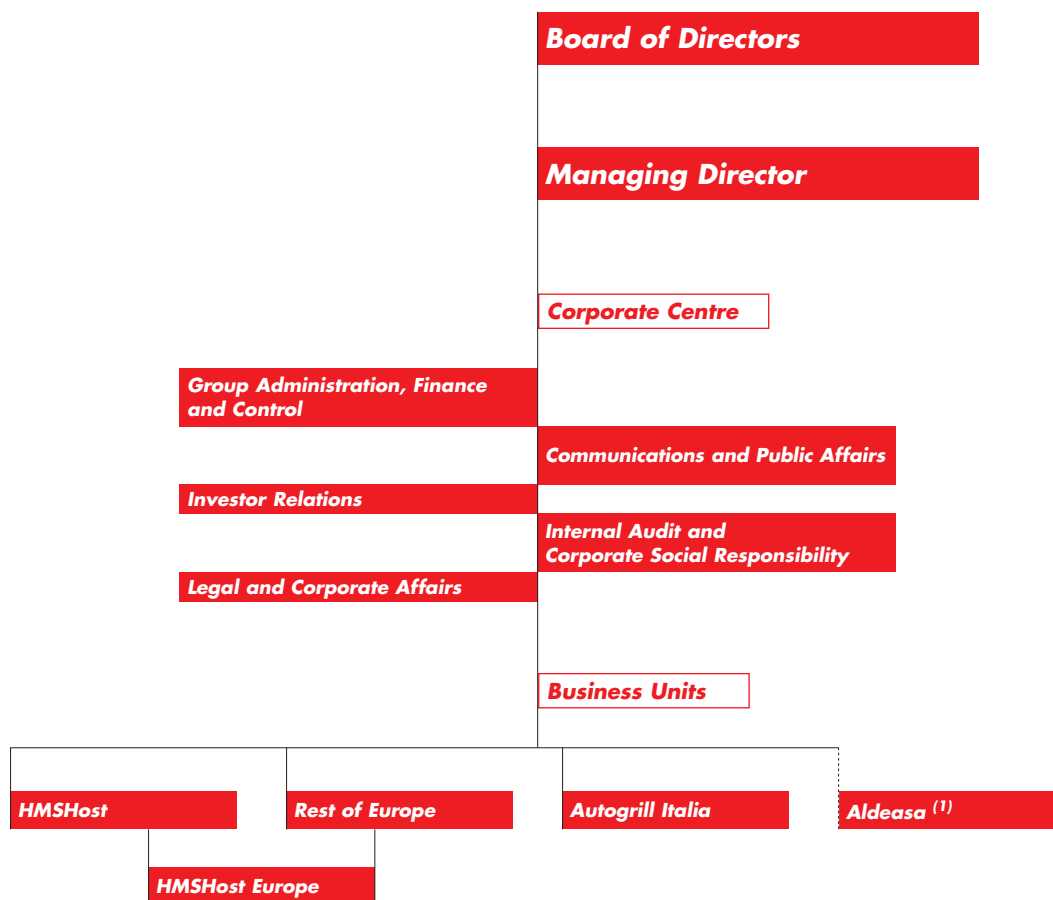 Board of Directors
Managing Director
Corporate Centre
Group Administration, Finance
and Control
Communications and Public Affairs
Investor Relations
Internal Audit and
Corporate Social Responsibility
Legal and Corporate Affairs
Business Units
HMSHost
Rest of Europe
Autogrill Italia
Aldeasa (1)
HMSHost Europe